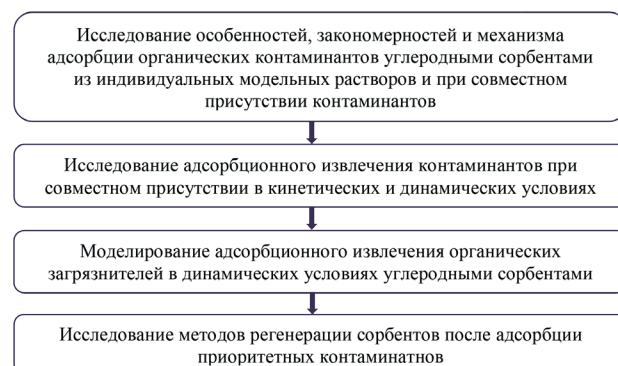 Исследование особенностей, закономерностей и механизма
адсорбции органических контаминантов углеродными сорбентами
из индивидуальных модельных растворов и при совместном
присутствии контаминантов
Исследование адсорбционного извлечения контаминантов при
совместном присутствии в кинетических и динамических условиях
Моделирование адсорбционного извлечения органических
загрязнителей в динамических условиях углеродными сорбентами
Исследование методов регенерации сорбентов после адсорбции
приоритетных контаминатнов